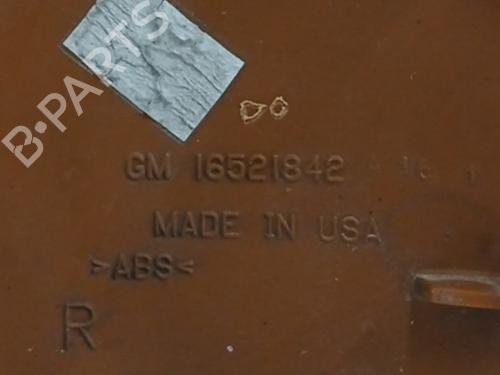 B-PARTS
GM 16521842
MADE IN USA
>ABS<
R